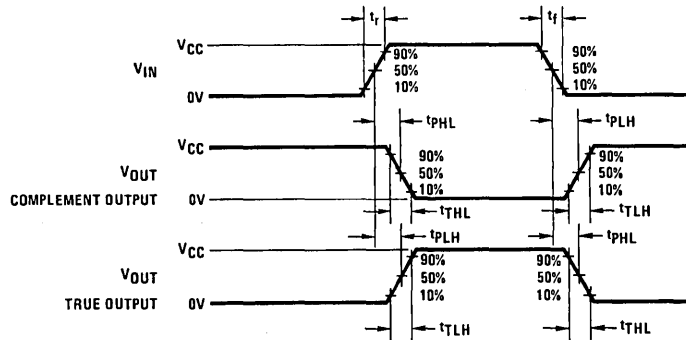 tr tf
VCC
VIN
90%
50%
10%
90%
50%
10%
0V
tPHL tPLH
VCC
VOUT
COMPLEMENT OUTPUT
90%
50%
10%
90%
50%
10%
0V
tTHL tTLH
tPLH tPHL
VCC
VOUT
TRUE OUTPUT
90%
50%
10%
90%
50%
10%
0V
tTLH tTHL